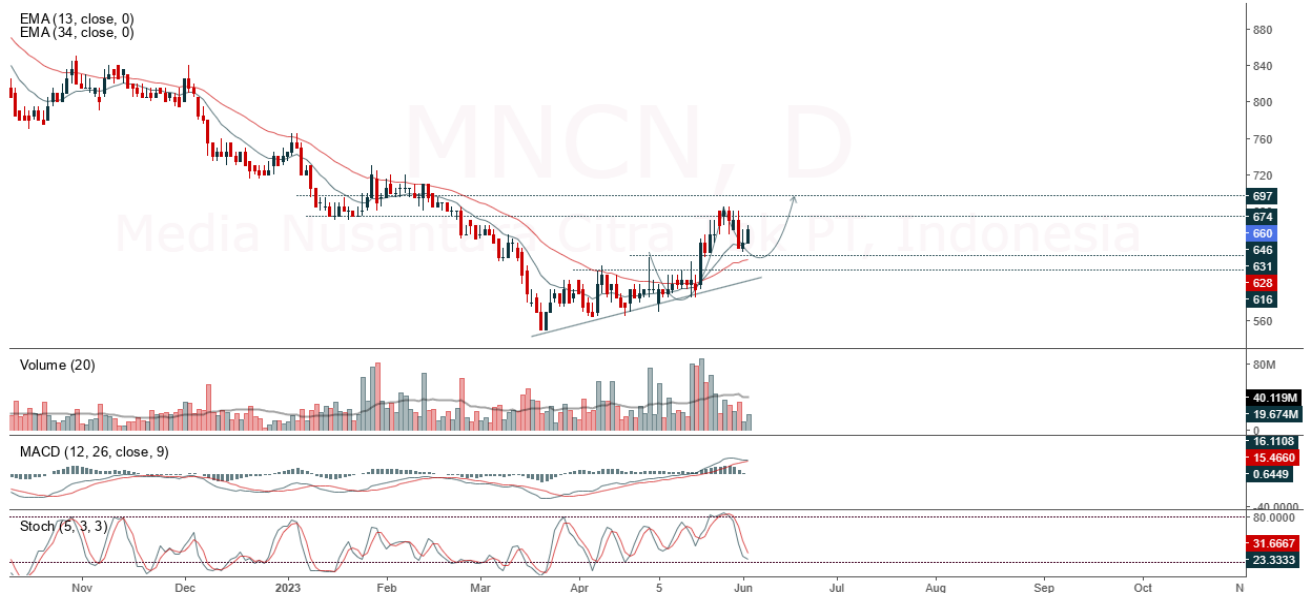 EMA (13, close, 0)
EMA (34, close, 0)
MNCN, D
Media Citra Indonesia
880
840
800
760
720
697
674
660
646
631
628
616
560
Volume (20)
80M
40.119M
19.674M
0
MACD (12, 26, close, 9)
16.1108
15.4660
0.6449
-40.0000
Stoch (5, 3, 3)
80.0000
31.6667
23.3333
Nov Dec 2023 Feb Mar Apr 5 Jun Jul Aug Sep Oct N